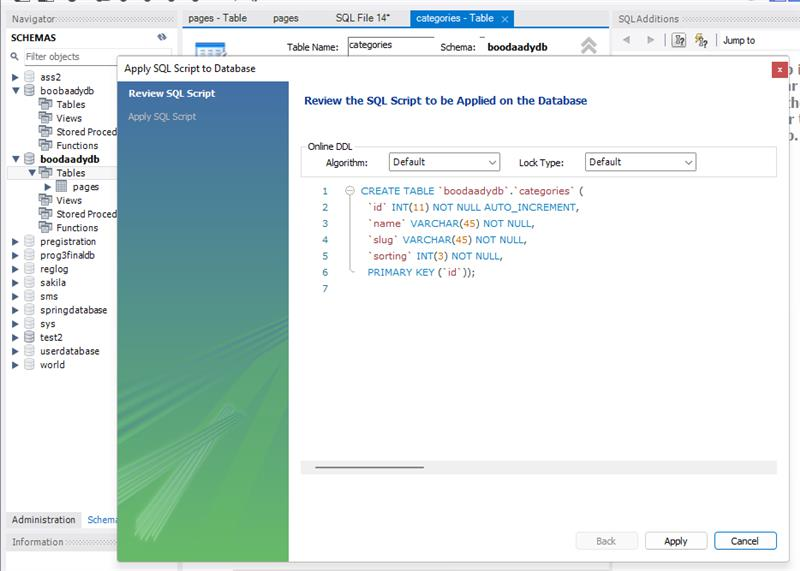 Navigator
pages - Table
pages
SQL File 14*
categories - Table
SQLAdditions
SCHEMAS
Filter objects
Table Name:
categories
Schema:
boodaadydb
Jump to
ass2
boobaadydb
Tables
Views
Stored Proced
Functions
boodaadydb
Tables
pages
Views
Stored Proced
Functions
pregistration
prog3finaldb
reglog
sakila
sms
springdatabase
sys
test2
userdatabase
world
Administration
Schema
Information
Apply SQL Script to Database
Review SQL Script
Apply SQL Script
Review the SQL Script to be Applied on the Database
Online DDL
Algorithm:
Default
Lock Type:
Default
1 CREATE TABLE `boodaadydb`.`categories` (
2 `id` INT(11) NOT NULL AUTO_INCREMENT,
3 `name` VARCHAR(45) NOT NULL,
4 `slug` VARCHAR(45) NOT NULL,
5 `sorting` INT(3) NOT NULL,
6 PRIMARY KEY (`id`));
7
Back
Apply
Cancel